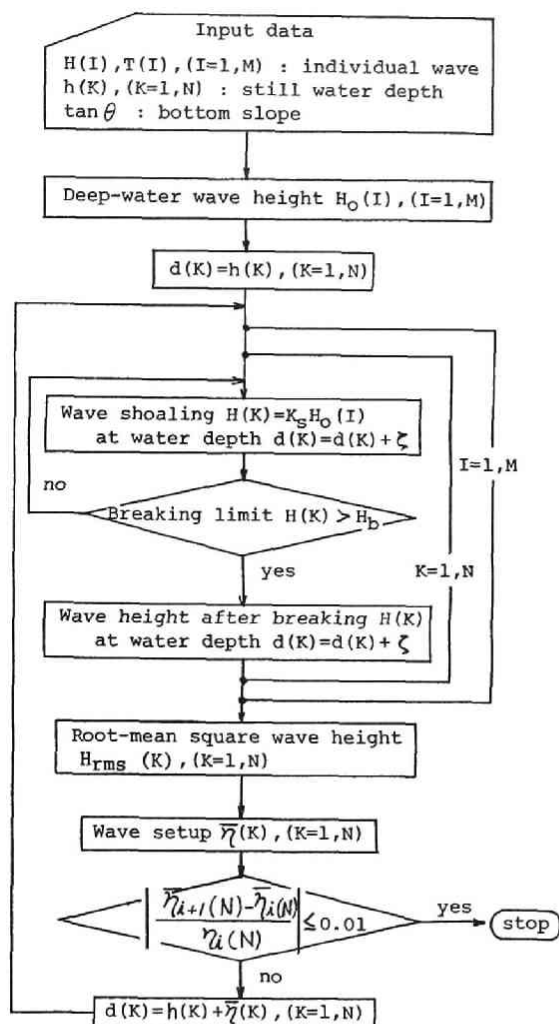 Input data
H(I),T(I),(I=1,M) : individual wave
h(K),(K=1,N) : still water depth
tanθ : bottom slope
Deep-water wave height H₀(I),(I=1,M)
d(K)=h(K),(K=1,N)
Wave shoaling H(K)=KₛH₀(I)
at water depth d(K)=d(K)+ζ
I=1,M
no
Breaking limit H(K)>H_b
K=1,N
yes
Wave height after breaking H(K)
at water depth d(K)=d(K)+ζ
Root-mean square wave height
H_rms (K),(K=1,N)
Wave setup η̅(K),(K=1,N)
| η̅_{i+1}(N)-η̅_i(N) / η_i(N) | ≤0.01
yes
stop
no
d(K)=h(K)+η̅(K),(K=1,N)